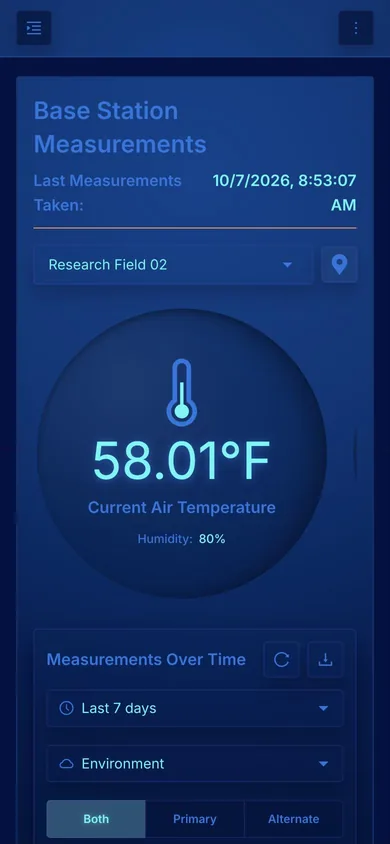 Base Station
Measurements
Last Measurements 10/7/2026, 8:53:07
Taken: AM
Research Field 02
58.01°F
Current Air Temperature
Humidity: 80%
Measurements Over Time
Last 7 days
Environment
Both Primary Alternate